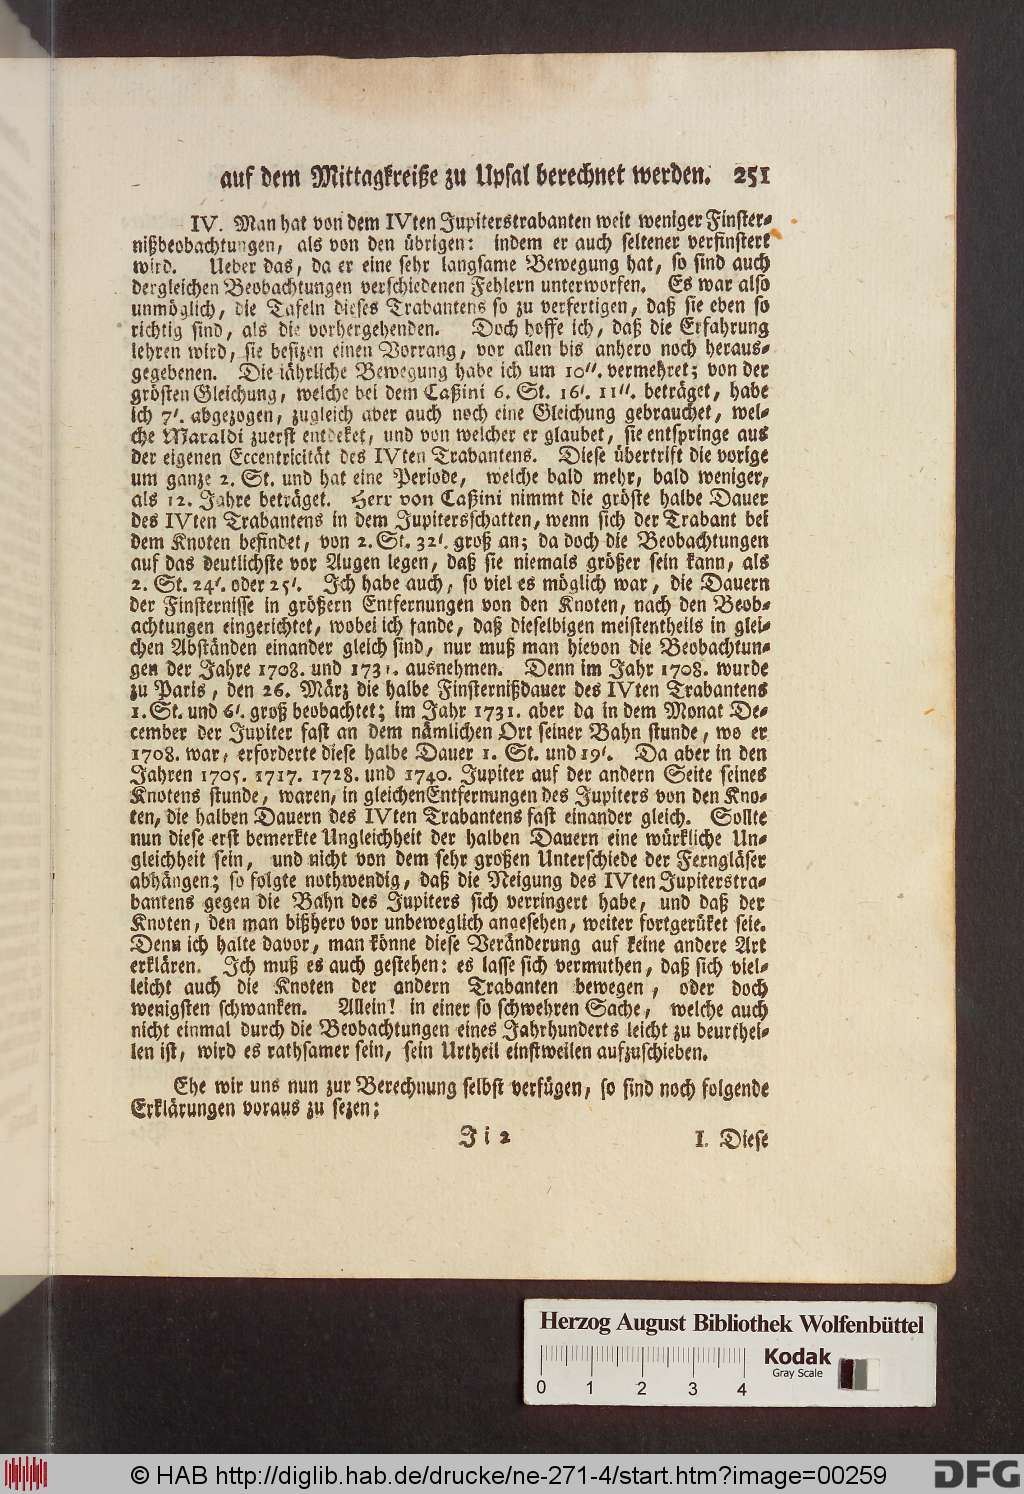 auf dem Mittagkreiße zu Upsal berechnet werden. 251
IV. Man hat von dem IVten Jupiterstrabanten weit weniger Finster-
nißbeobachtungen, als von den übrigen: indem er auch seltener verfinstert
wird. Ueber das, da er eine sehr langsame Bewegung hat, so sind auch
dergleichen Beobachtungen verschiedenen Fehlern unterworfen. Es war also
unmöglich, die Tafeln dieses Trabantens so zu verfertigen, daß sie eben so
richtig sind, als die vorhergehenden. Doch hoffe ich, daß die Erfahrung
lehren wird, sie besizen einen Vorrang, vor allen bis anhero noch heraus-
gegebenen. Die jährliche Bewegung habe ich um 10''. vermehret; von der
grösten Gleichung, welche bei dem Caßini 6. St. 16'. 11''. beträget, habe
ich 7'. abgezogen, zugleich aber auch noch eine Gleichung gebrauchet, wel-
che Maraldi zuerst entdeket, und von welcher er glaubet, sie entspringe aus
der eigenen Eccentricität des IVten Trabantens. Diese übertrift die vorige
um ganze 2. St. und hat eine Periode, welche bald mehr, bald weniger,
als 12. Jahre beträget. Herr von Caßini nimmt die gröste halbe Dauer
des IVten Trabantens in dem Jupitersschatten, wenn sich der Trabant bei
dem Knoten befindet, von 2. St. 32'. groß an; da doch die Beobachtungen
auf das deutlichste vor Augen legen, daß sie niemals größer sein kann, als
2. St. 24'. oder 25'. Ich habe auch, so viel es möglich war, die Dauern
der Finsternisse in größern Entfernungen von den Knoten, nach den Beob-
achtungen eingerichtet, wobei ich fande, daß dieselbigen meistentheils in glei-
chen Abständen einander gleich sind, nur muß man hievon die Beobachtun-
gen der Jahre 1708. und 1731. ausnehmen. Denn im Jahr 1708. wurde
zu Paris, den 26. März die halbe Finsternißdauer des IVten Trabantens
1. St. und 6'. groß beobachtet; im Jahr 1731. aber da in dem Monat De-
cember der Jupiter fast an dem nämlichen Ort seiner Bahn stunde, wo er
1708. war, erforderte diese halbe Dauer 1. St. und 19'. Da aber in den
Jahren 1705. 1717. 1728. und 1740. Jupiter auf der andern Seite seines
Knotens stunde, waren, in gleichen Entfernungen des Jupiters von den Kno-
ten, die halben Dauern des IVten Trabantens fast einander gleich. Sollte
nun diese erst bemerkte Ungleichheit der halben Dauern eine würkliche Un-
gleichheit sein, und nicht von dem sehr großen Unterschiede der Ferngläser
abhängen; so folgte nothwendig, daß die Neigung des IVten Jupiterstra-
bantens gegen die Bahn des Jupiters sich verringert habe, und daß der
Knoten, den man bißhero vor unbeweglich angesehen, weiter fortgerüket seie.
Denn ich halte davor, man könne diese Veränderung auf keine andere Art
erklären. Ich muß es auch gestehen: es lasse sich vermuthen, daß sich viel-
leicht auch die Knoten der andern Trabanten bewegen, oder doch
wenigsten schwanken. Allein! in einer so schwehren Sache, welche auch
nicht einmal durch die Beobachtungen eines Jahrhunderts leicht zu beurthei-
len ist, wird es rathsamer sein, sein Urtheil einstweilen aufzuschieben.
Ehe wir uns nun zur Berechnung selbst verfügen, so sind noch folgende
Erklärungen voraus zu sezen;
Ji 2 I. Diese
Herzog August Bibliothek Wolfenbüttel
Kodak
Gray Scale
0 1 2 3 4
© HAB http://diglib.hab.de/drucke/ne-271-4/start.htm?image=00259
DFG